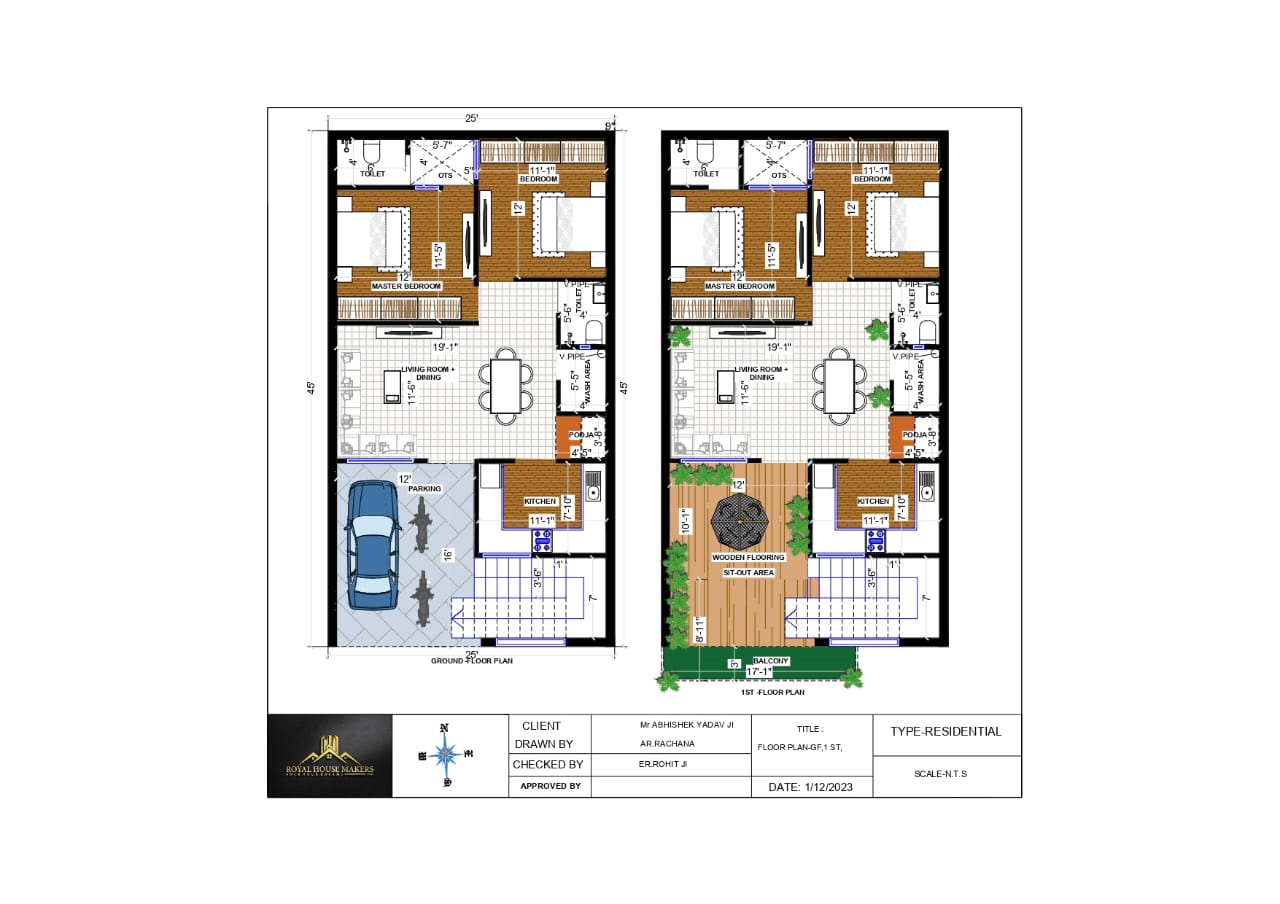 25'
9"
5'-7"
4'
6'
4'
5"
TOILET
OTS
11'-1"
BEDROOM
12'
11'-5"
12'
MASTER BEDROOM
V.PIPE
TOILET
5'-6"
4'
19'-1"
V.PIPE
LIVING ROOM +
DINING
11'-6"
5'-5"
WASH AREA
4'
45'
45'
POOJA
3'-8"
4'-5"
12'
PARKING
KITCHEN
7'-10"
11'-1"
16'
3'-6"
1'
7'
25'
GROUND -FLOOR PLAN
5'-7"
4'
6'
4'
TOILET
OTS
11'-1"
BEDROOM
12'
11'-5"
12'
MASTER BEDROOM
V.PIPE
TOILET
5'-6"
4'
19'-1"
V.PIPE
LIVING ROOM +
DINING
11'-6"
5'-5"
WASH AREA
4'
POOJA
3'-8"
4'-5"
12'
10'-1"
KITCHEN
7'-10"
11'-1"
WOODEN FLOORING
SIT-OUT AREA
3'-6"
1'
7'
8'-11"
3'
BALCONY
17'-1"
1ST -FLOOR PLAN
ROYAL HOUSE MAKERS
N
E
S
CLIENT
Mr.ABHISHEK YADAV JI
DRAWN BY
AR.RACHANA
CHECKED BY
ER.ROHIT JI
APPROVED BY
TITLE :
FLOOR PLAN-GF,1 ST,
DATE: 1/12/2023
TYPE-RESIDENTIAL
SCALE-N.T.S